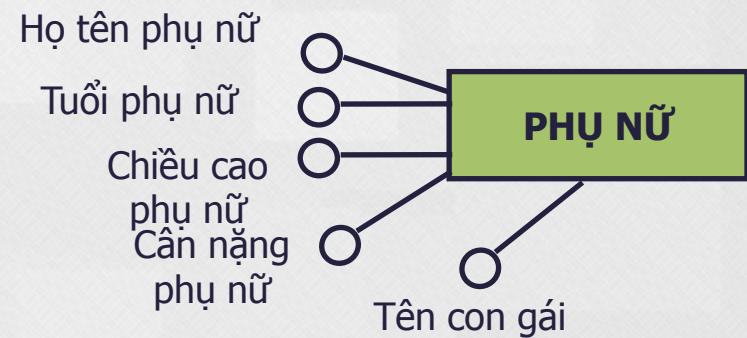 Họ tên phụ nữ
Tuổi phụ nữ
Chiều cao
phụ nữ
Cân nặng
phụ nữ
PHỤ NỮ
Tên con gái